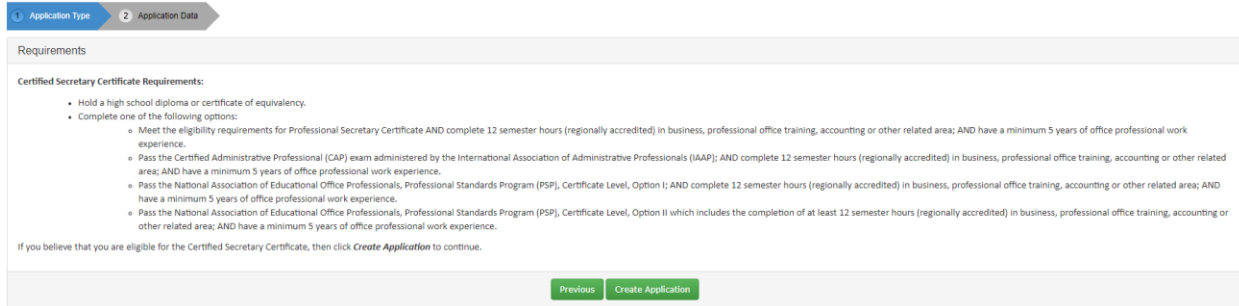 1 Application Type 2 Application Data
Requirements
Certified Secretary Certificate Requirements:
• Hold a high school diploma or certificate of equivalency.
• Complete one of the following options:
o Meet the eligibility requirements for Professional Secretary Certificate AND complete 12 semester hours (regionally accredited) in business, professional office training, accounting or other related area; AND have a minimum 5 years of office professional work
experience.
o Pass the Certified Administrative Professional (CAP) exam administered by the International Association of Administrative Professionals (IAAP); AND complete 12 semester hours (regionally accredited) in business, professional office training, accounting or other related
area; AND have a minimum 5 years of office professional work experience.
o Pass the National Association of Educational Office Professionals, Professional Standards Program (PSP), Certificate Level, Option I; AND complete 12 semester hours (regionally accredited) in business, professional office training, accounting or other related area; AND
have a minimum 5 years of office professional work experience.
o Pass the National Association of Educational Office Professionals, Professional Standards Program (PSP), Certificate Level, Option II which includes the completion of at least 12 semester hours (regionally accredited) in business, professional office training, accounting or
other related area; AND have a minimum 5 years of office professional work experience.
If you believe that you are eligible for the Certified Secretary Certificate, then click Create Application to continue.
Previous Create Application